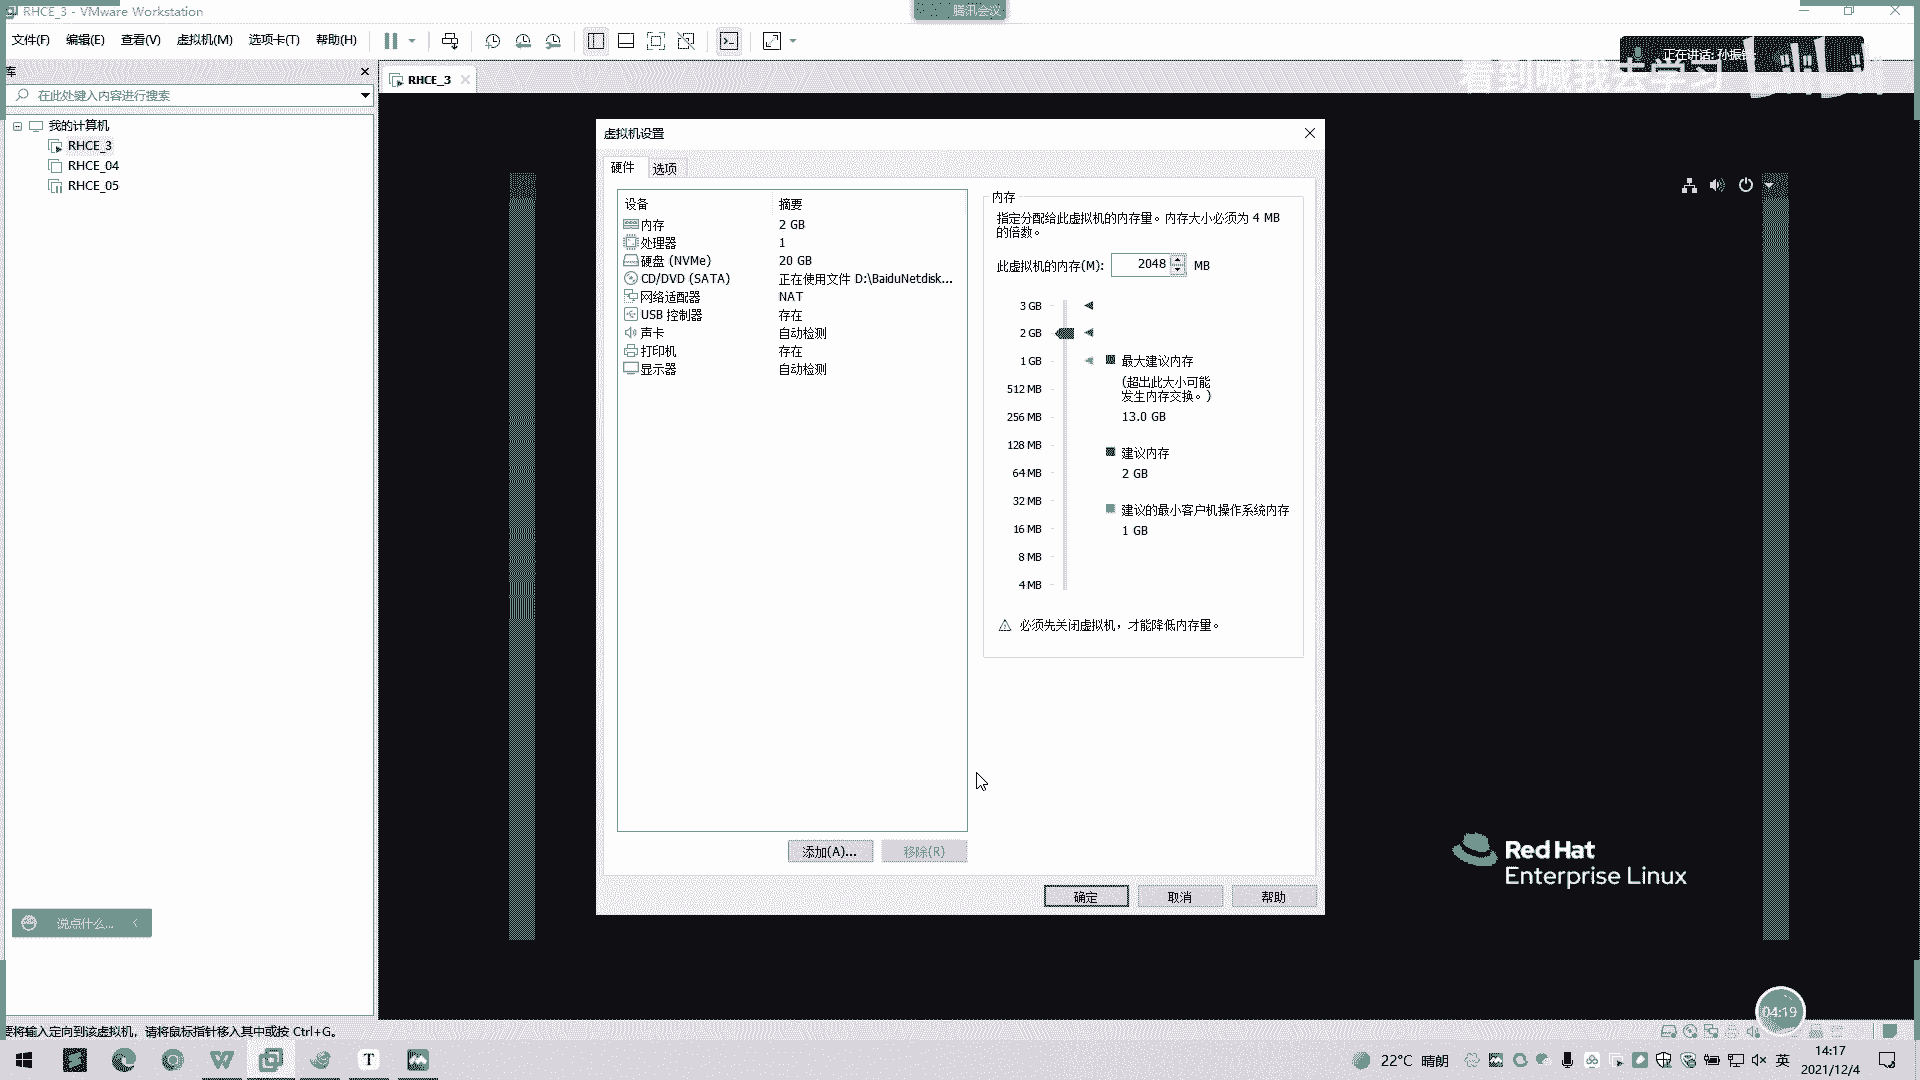 RHCE_3 - VMware Workstation
腾讯会议
文件(F) 编辑(E) 查看(V) 虚拟机(M) 选项卡(T) 帮助(H)
正在讲话: 孙振
看到喊我去学习
bilibili
库
RHCE_3
在此处键入内容进行搜索
我的计算机
RHCE_3
RHCE_04
RHCE_05
虚拟机设置
硬件 选项
设备 摘要
内存 2 GB
处理器 1
硬盘 (NVMe) 20 GB
CD/DVD (SATA) 正在使用文件 D:\BaiduNetdisk...
网络适配器 NAT
USB 控制器 存在
声卡 自动检测
打印机 存在
显示器 自动检测
添加(A)... 移除(R)
内存
指定分配给此虚拟机的内存量。内存大小必须为 4 MB
的倍数。
此虚拟机的内存(M): 2048 MB
3 GB
2 GB
1 GB
512 MB
256 MB
128 MB
64 MB
32 MB
16 MB
8 MB
4 MB
最大建议内存
(超出此大小可能
发生内存交换。)
13.0 GB
建议内存
2 GB
建议的最小客户机操作系统内存
1 GB
必须先关闭虚拟机，才能降低内存量。
确定 取消 帮助
Red Hat
Enterprise Linux
说点什么...
04:19
要将输入定向到该虚拟机，请将鼠标指针移入其中或按 Ctrl+G。
22°C 晴朗
英
14:17
2021/12/4